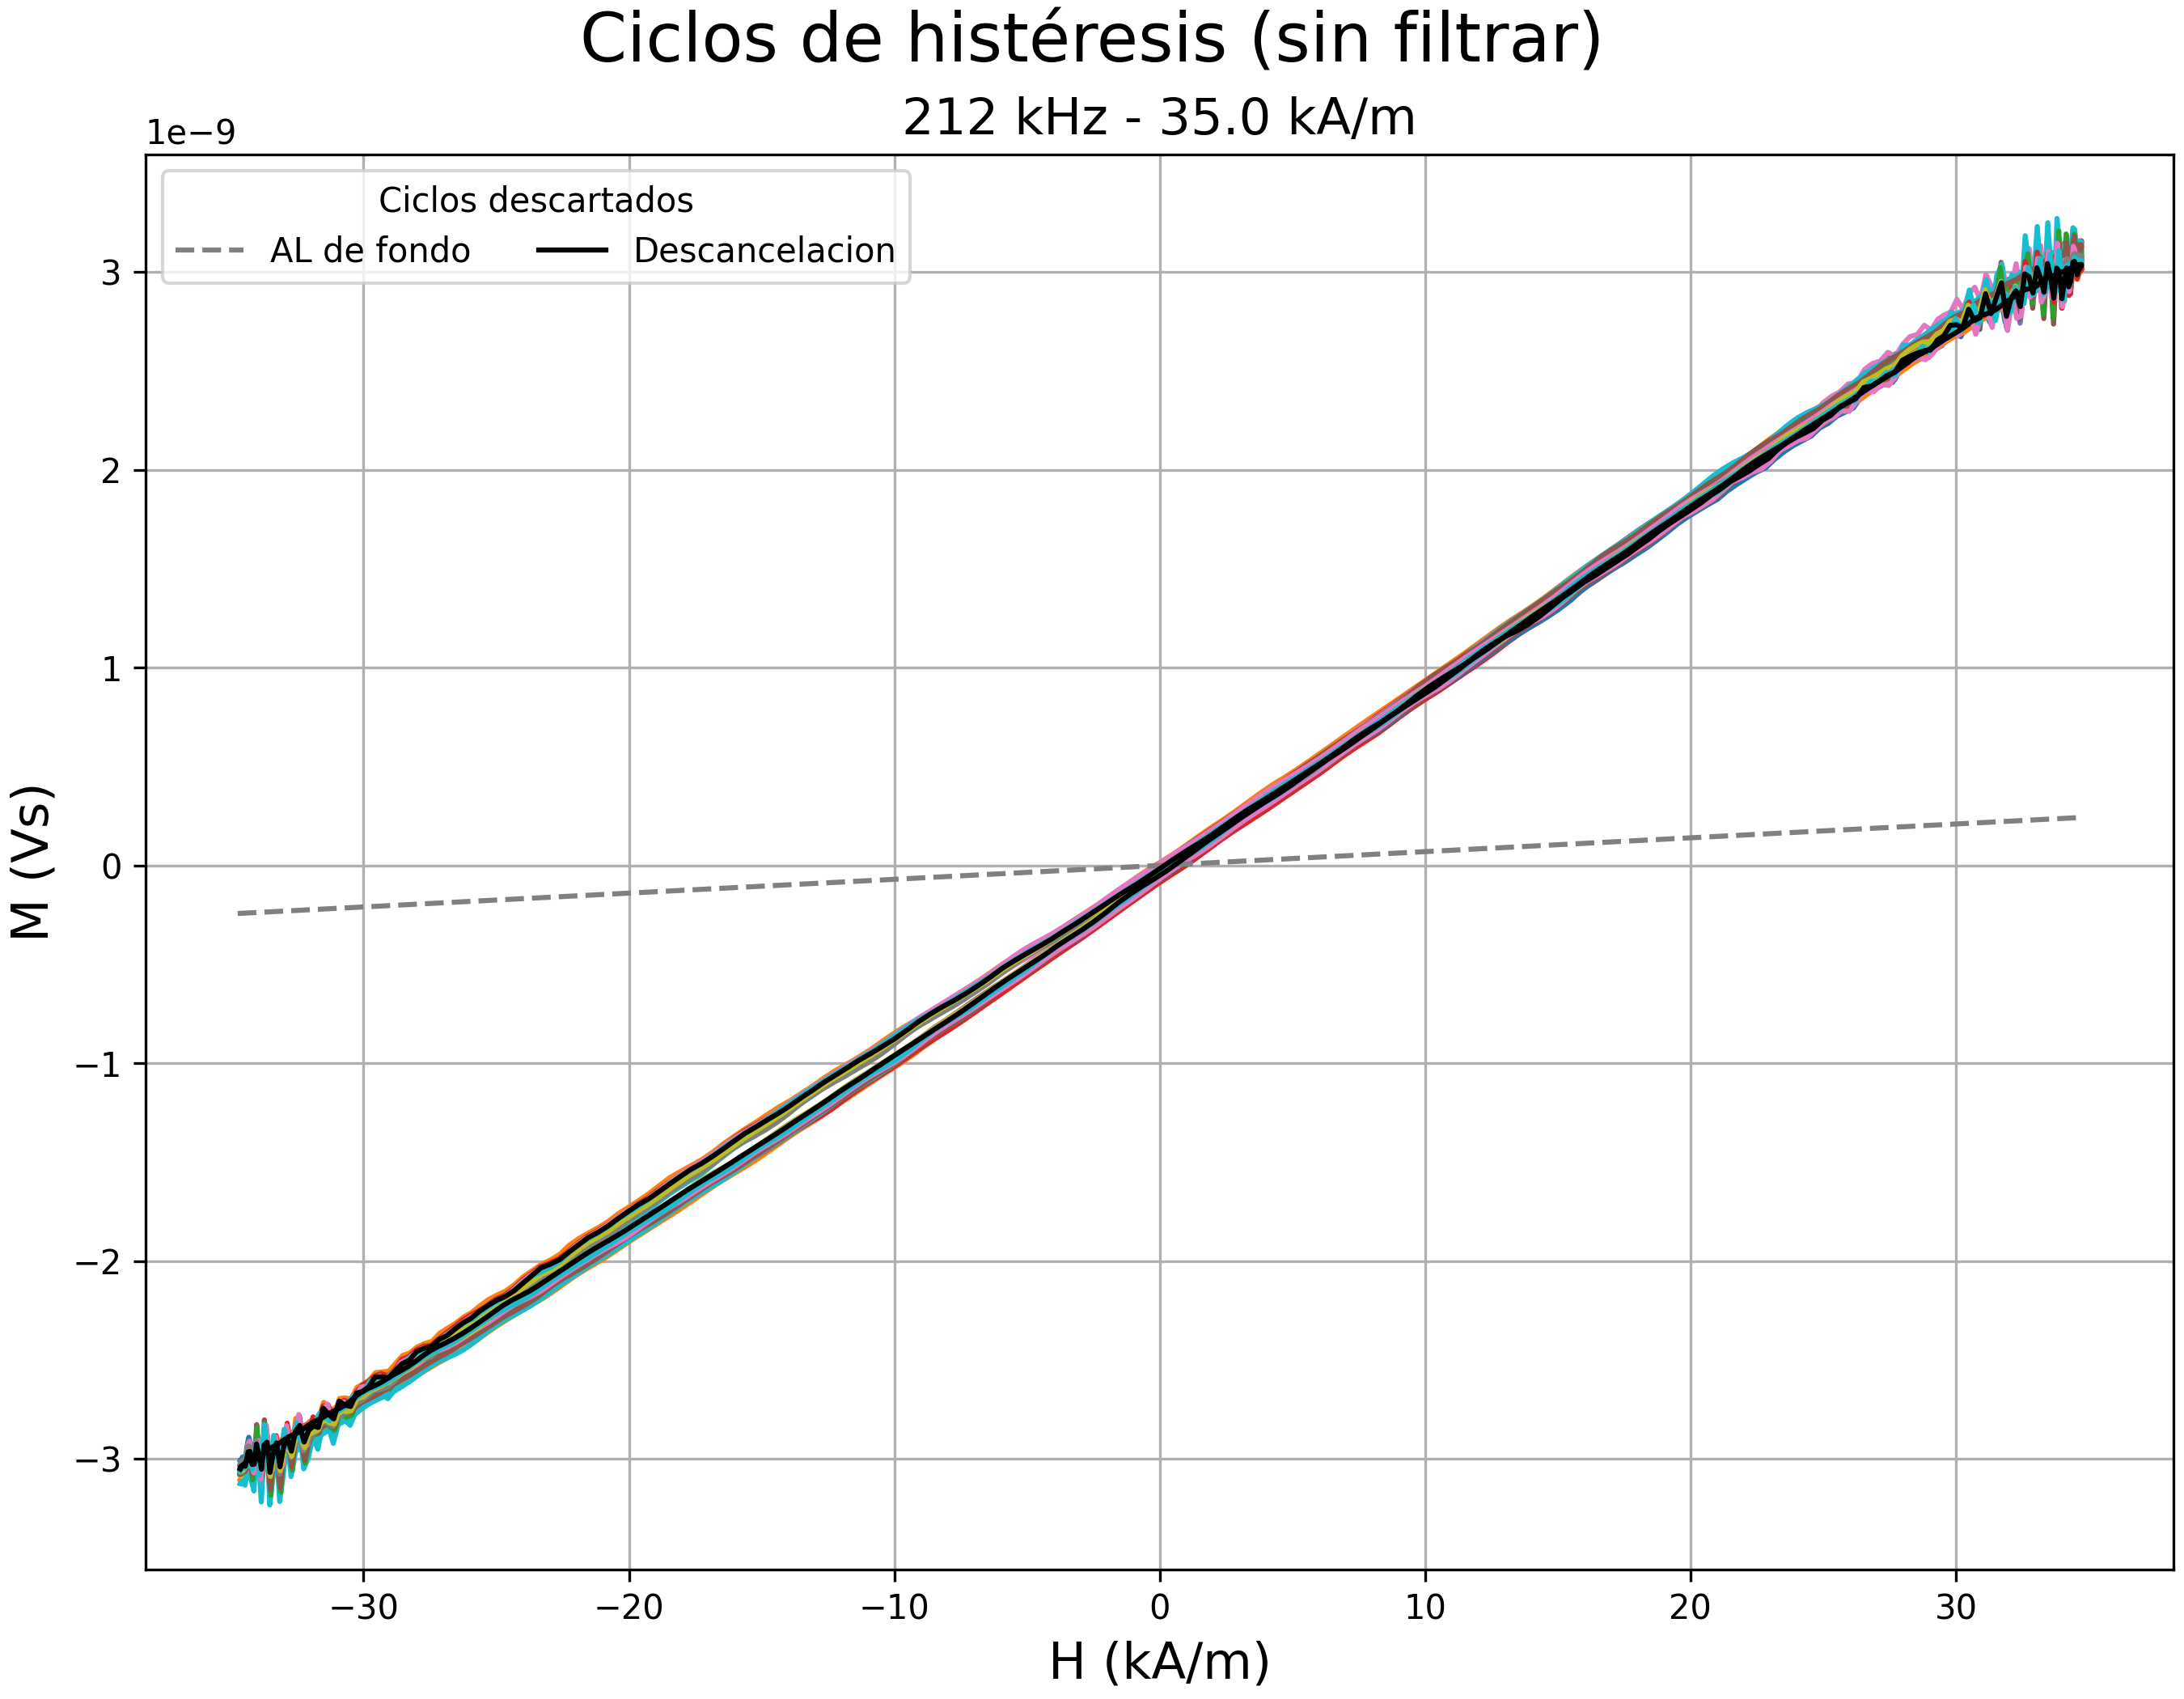 Ciclos de histéresis (sin filtrar)
212 kHz - 35.0 kA/m
1e−9
Ciclos descartados
AL de fondo Descancelacion
3
2
1
0
−1
−2
−3
M (Vs)
−30 −20 −10 0 10 20 30
H (kA/m)